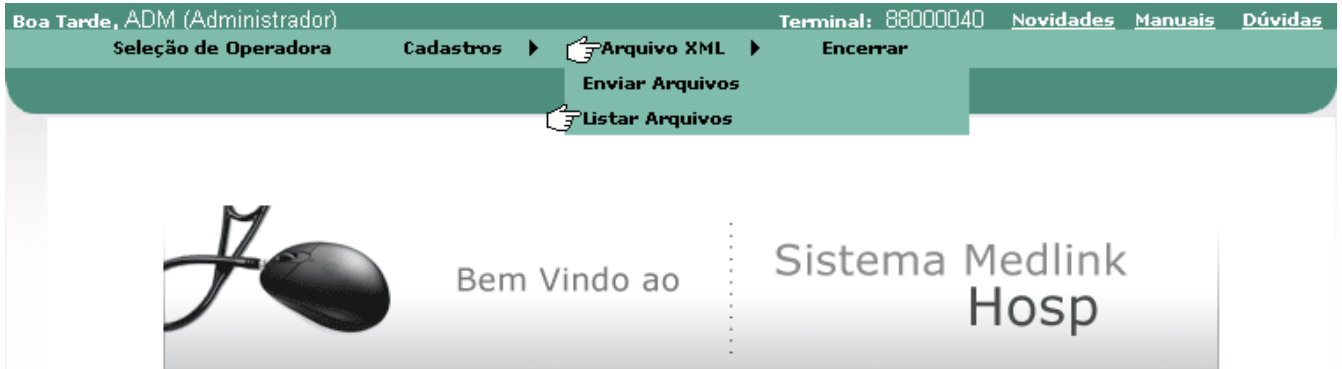 Boa Tarde, ADM (Administrador) Terminal: 88000040 Novidades Manuais Dúvidas
Seleção de Operadora Cadastros Arquivo XML Encerrar
Enviar Arquivos
Listar Arquivos
Bem Vindo ao
Sistema Medlink
Hosp